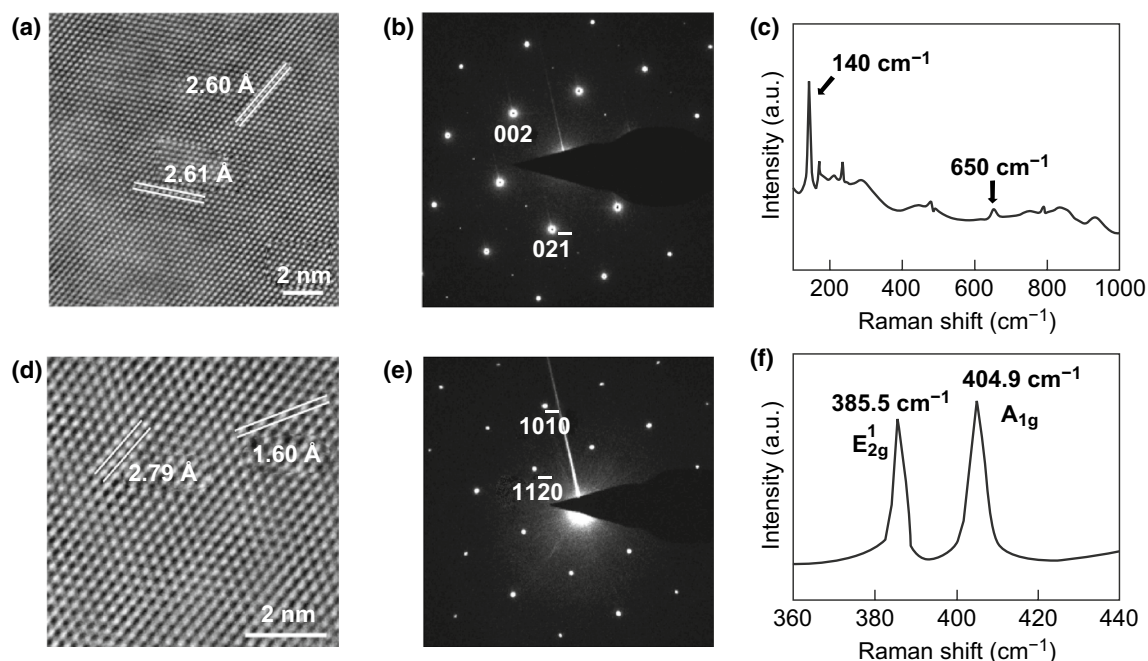 (a)
2.60 Å
2.61 Å
2 nm
(b)
002
021̅
(c)
140 cm⁻¹
650 cm⁻¹
Intensity (a.u.)
200 400 600 800 1000
Raman shift (cm⁻¹)
(d)
2.79 Å
1.60 Å
2 nm
(e)
101̅0
112̅0
(f)
404.9 cm⁻¹
385.5 cm⁻¹
A₁g
E¹₂g
Intensity (a.u.)
360 380 400 420 440
Raman shift (cm⁻¹)